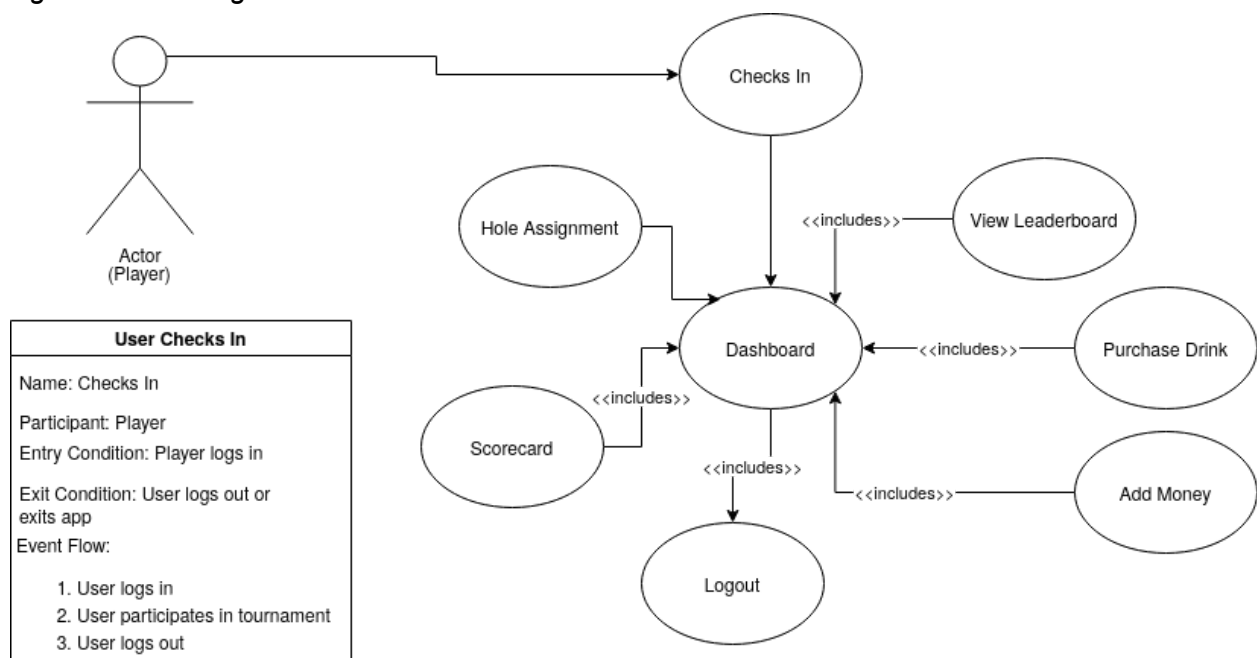 Checks In
Hole Assignment
<<includes>>
View Leaderboard
Actor
(Player)
User Checks In
Name: Checks In
Participant: Player
Entry Condition: Player logs in
Exit Condition: User logs out or
exits app
Event Flow:
1. User logs in
2. User participates in tournament
3. User logs out
Dashboard
<<includes>>
Purchase Drink
<<includes>>
Scorecard
<<includes>>
<<includes>>
Add Money
Logout